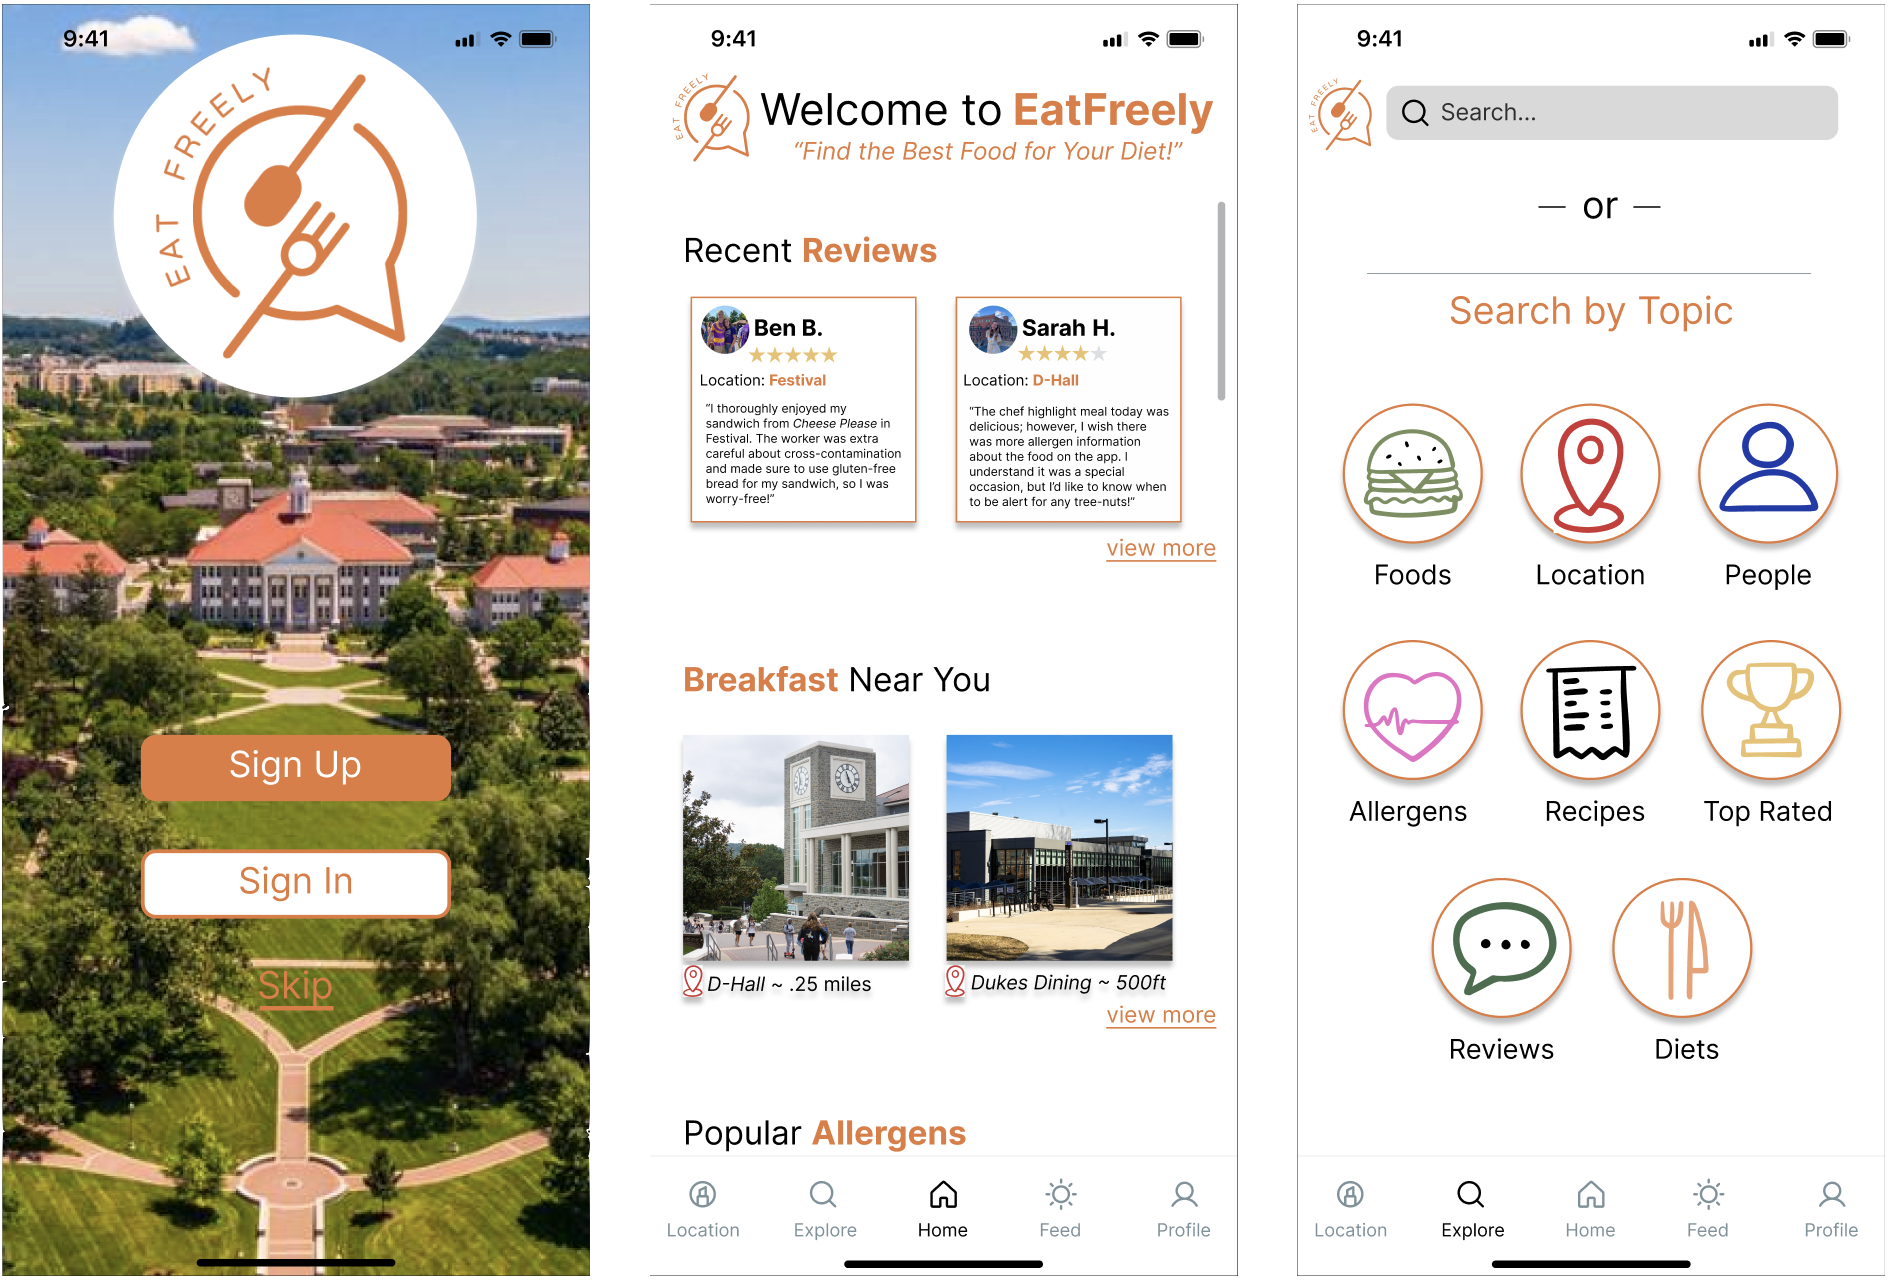 9:41
EAT FREELY
Sign Up
Sign In
Skip
9:41
EAT FREELY
Welcome to EatFreely
“Find the Best Food for Your Diet!”
Recent Reviews
Ben B.
Location: Festival
“I thoroughly enjoyed my
sandwich from Cheese Please in
Festival. The worker was extra
careful about cross-contamination
and made sure to use gluten-free
bread for my sandwich, so I was
worry-free!”
Sarah H.
Location: D-Hall
“The chef highlight meal today was
delicious; however, I wish there
was more allergen information
about the food on the app. I
understand it was a special
occasion, but I’d like to know when
to be alert for any tree-nuts!”
view more
Breakfast Near You
D-Hall ~ .25 miles
Dukes Dining ~ 500ft
view more
Popular Allergens
Location
Explore
Home
Feed
Profile
9:41
EAT FREELY
Search...
— or —
Search by Topic
Foods
Location
People
Allergens
Recipes
Top Rated
Reviews
Diets
Location
Explore
Home
Feed
Profile